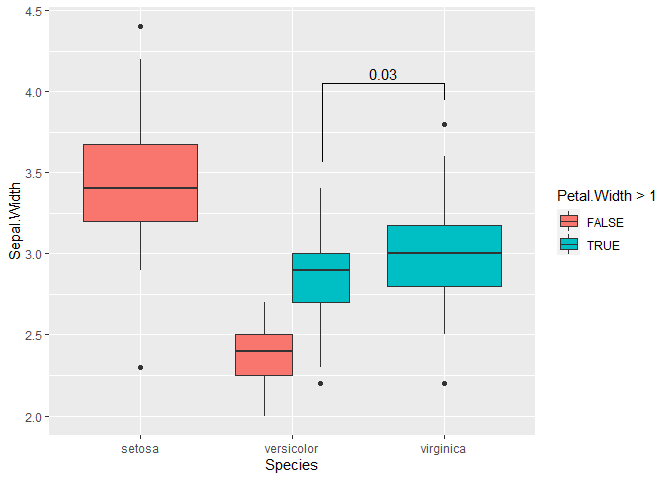 4.5
4.0
3.5
3.0
2.5
2.0
Sepal.Width
0.03
setosa
versicolor
virginica
Species
Petal.Width > 1
FALSE
TRUE